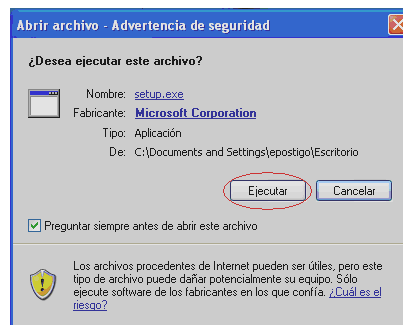 Abrir archivo - Advertencia de seguridad
¿Desea ejecutar este archivo?
Nombre: setup.exe
Fabricante: Microsoft Corporation
Tipo: Aplicación
De: C:\Documents and Settings\epostigo\Escritorio
Ejecutar Cancelar
Preguntar siempre antes de abrir este archivo
Los archivos procedentes de Internet pueden ser útiles, pero este
tipo de archivo puede dañar potencialmente su equipo. Sólo
ejecute software de los fabricantes en los que confía. ¿Cuál es el
riesgo?